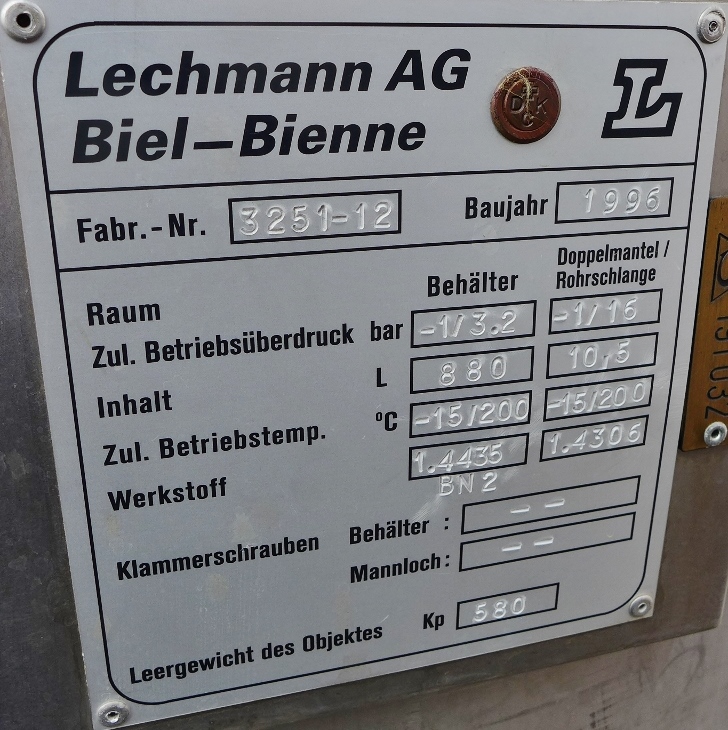 Lechmann AG
Biel–Bienne
L
Fabr.-Nr. 3251-12 Baujahr 1996
Raum Behälter Doppelmantel / Rohrschlange
Zul. Betriebsüberdruck bar -1/3.2 -1/16
Inhalt L 880 10,5
Zul. Betriebstemp. °C -15/200 -15/200
Werkstoff 1.4435 1.4306
BN2
Klammerschrauben Behälter : --
Mannloch : --
Leergewicht des Objektes Kp 580